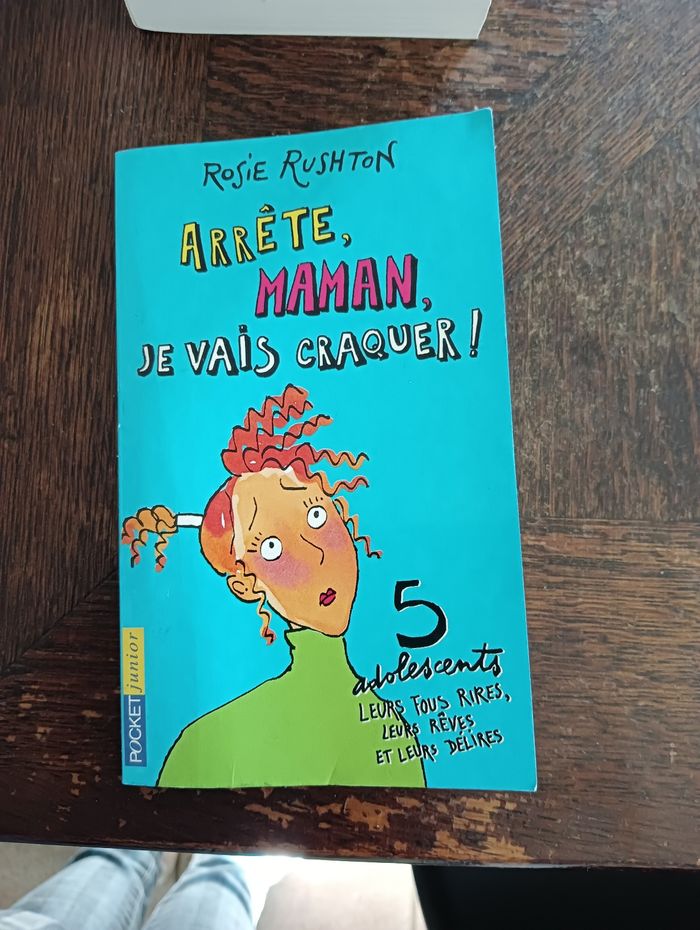 Rosie Rushton
ARRÊTE,
MAMAN,
JE VAIS CRAQUER !
5
adolescents
LEURS FOUS RIRES,
LEURS RÊVES
ET LEURS DÉLIRES
POCKET junior